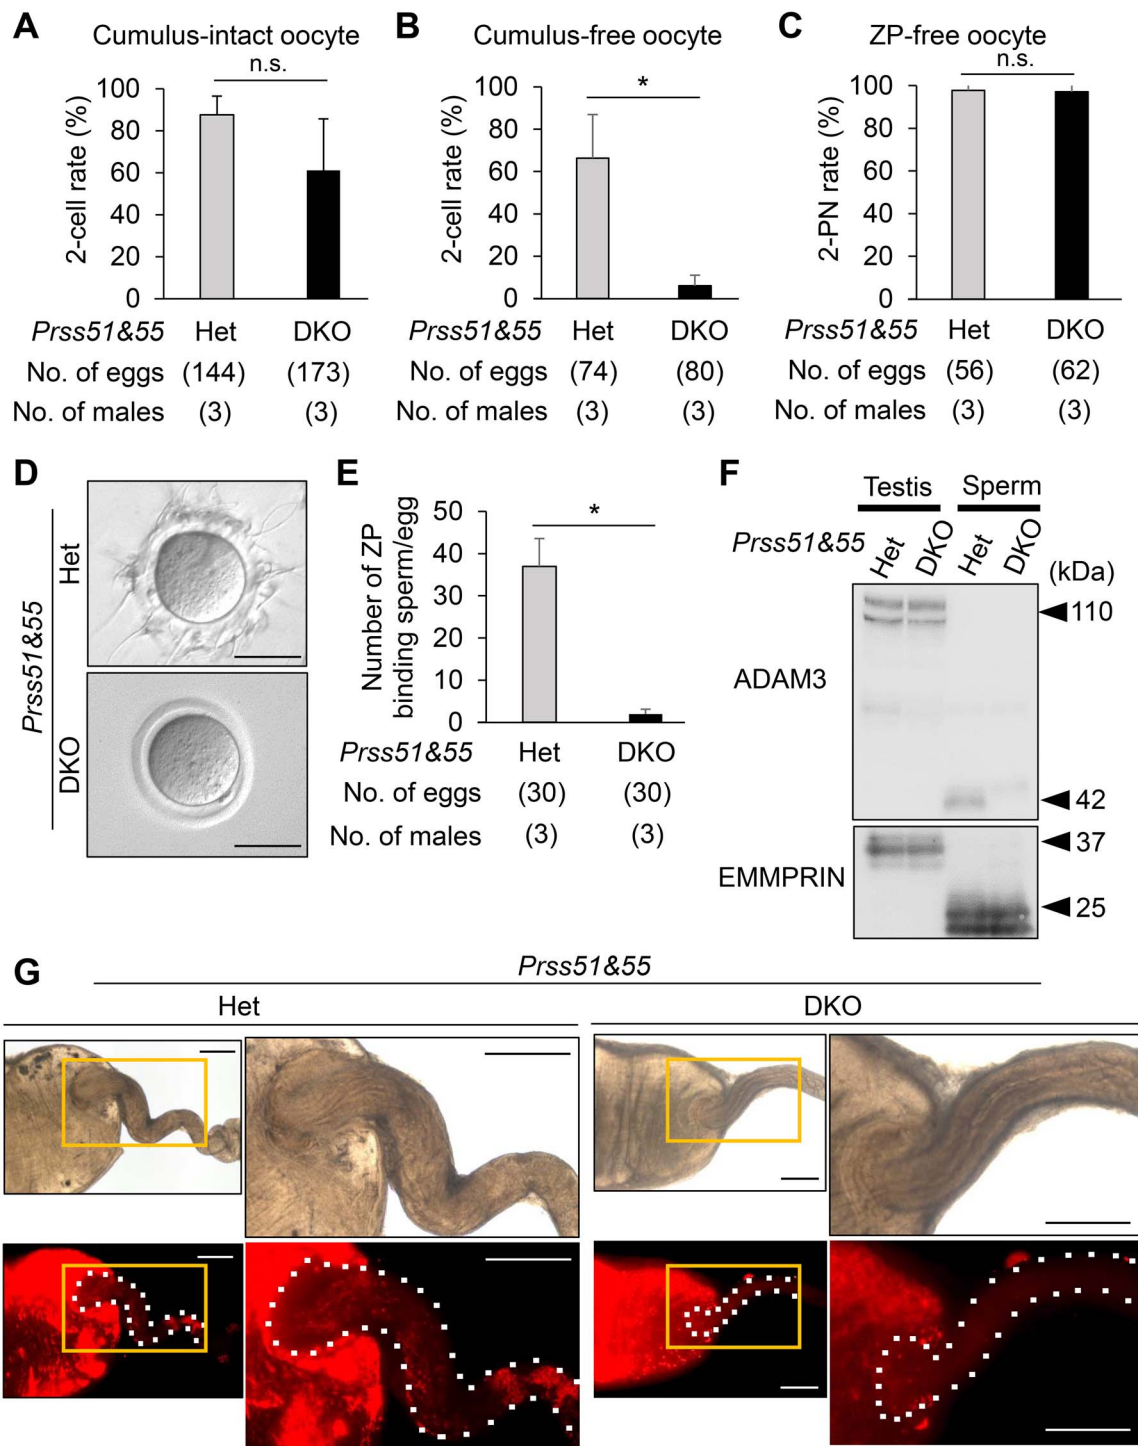 A
Cumulus-intact oocyte
n.s.
2-cell rate (%)
100
80
60
40
20
0
Prss51&55 Het DKO
No. of eggs (144) (173)
No. of males (3) (3)
B
Cumulus-free oocyte
*
2-cell rate (%)
100
80
60
40
20
0
Prss51&55 Het DKO
No. of eggs (74) (80)
No. of males (3) (3)
C
ZP-free oocyte
n.s.
2-PN rate (%)
100
80
60
40
20
0
Prss51&55 Het DKO
No. of eggs (56) (62)
No. of males (3) (3)
D
Prss51&55
Het
DKO
E
*
Number of ZP
binding sperm/egg
50
40
30
20
10
0
Prss51&55 Het DKO
No. of eggs (30) (30)
No. of males (3) (3)
F
Testis Sperm
Prss51&55 Het DKO Het DKO
(kDa)
110
ADAM3
42
37
EMMPRIN
25
G
Prss51&55
Het DKO